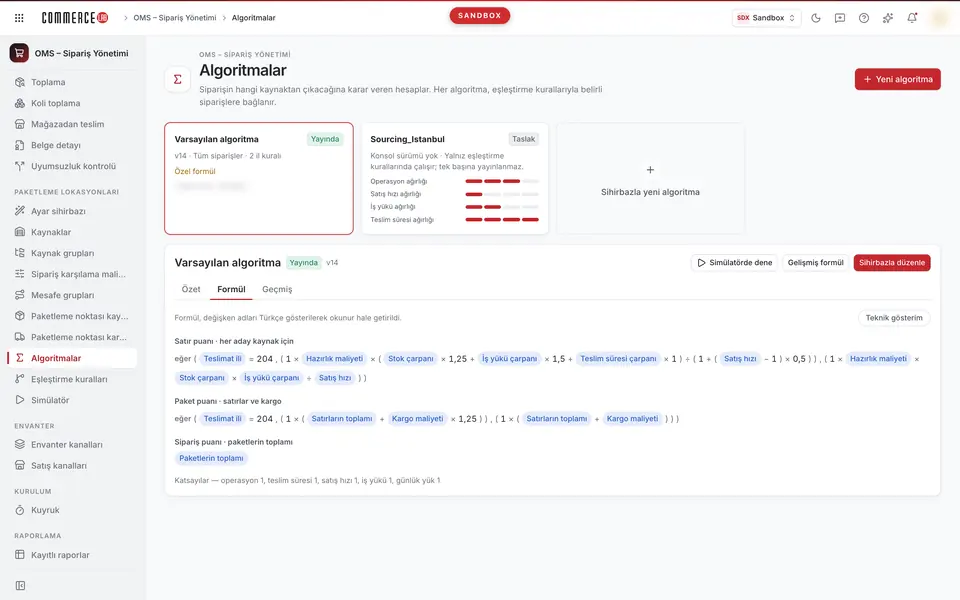 COMMERCE LAB
OMS – Sipariş Yönetimi
Algoritmalar
SANDBOX
SDX Sandbox
OMS – Sipariş Yönetimi
Toplama
Koli toplama
Mağazadan teslim
Belge detayı
Uyumsuzluk kontrolü
PAKETLEME LOKASYONLARI
Ayar sihirbazı
Kaynaklar
Kaynak grupları
Sipariş karşılama mali...
Mesafe grupları
Paketleme noktası kay...
Paketleme noktası kar...
Algoritmalar
Eşleştirme kuralları
Simülatör
ENVANTER
Envanter kanalları
Satış kanalları
KURULUM
Kuyruk
RAPORLAMA
Kayıtlı raporlar
OMS – SİPARİŞ YÖNETİMİ
Algoritmalar
Siparişin hangi kaynaktan çıkacağına karar veren hesaplar. Her algoritma, eşleştirme kurallarıyla belirli
siparişlere bağlanır.
+ Yeni algoritma
Varsayılan algoritma Yayında
v14 · Tüm siparişler · 2 il kuralı
Özel formül
Sourcing_Istanbul Taslak
Konsol sürümü yok · Yalnız eşleştirme
kurallarında çalışır; tek başına yayınlanmaz.
Operasyon ağırlığı
Satış hızı ağırlığı
İş yükü ağırlığı
Teslim süresi ağırlığı
+
Sihirbazla yeni algoritma
Varsayılan algoritma Yayında v14
Simülatörde dene
Gelişmiş formül
Sihirbazla düzenle
Özet Formül Geçmiş
Formül, değişken adları Türkçe gösterilerek okunur hale getirildi.
Teknik gösterim
Satır puanı · her aday kaynak için
eğer ( Teslimat ili = 204 , ( 1 × Hazırlık maliyeti × ( Stok çarpanı × 1,25 + İş yükü çarpanı × 1,5 + Teslim süresi çarpanı × 1 ) ÷ ( 1 + ( Satış hızı − 1 ) × 0,5 ) ) , ( 1 × Hazırlık maliyeti ×
Stok çarpanı × İş yükü çarpanı ÷ Satış hızı ) )
Paket puanı · satırlar ve kargo
eğer ( Teslimat ili = 204 , ( 1 × ( Satırların toplamı + Kargo maliyeti × 1,25 ) ) , ( 1 × ( Satırların toplamı + Kargo maliyeti ) ) )
Sipariş puanı · paketlerin toplamı
Paketlerin toplamı
Katsayılar — operasyon 1, teslim süresi 1, satış hızı 1, iş yükü 1, günlük yük 1